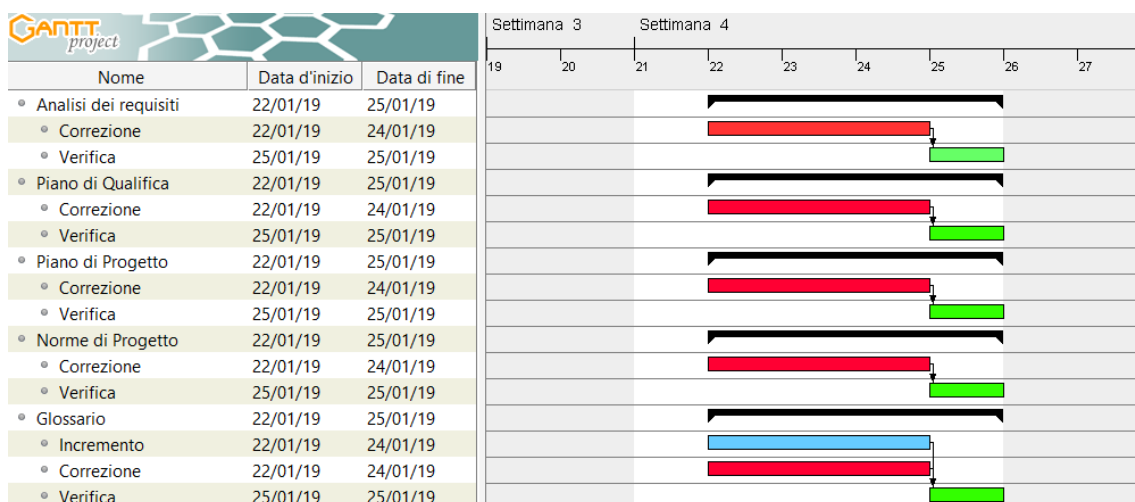 GANTT project
Settimana 3 Settimana 4
Nome Data d'inizio Data di fine
19 20 21 22 23 24 25 26 27
Analisi dei requisiti 22/01/19 25/01/19
Correzione 22/01/19 24/01/19
Verifica 25/01/19 25/01/19
Piano di Qualifica 22/01/19 25/01/19
Correzione 22/01/19 24/01/19
Verifica 25/01/19 25/01/19
Piano di Progetto 22/01/19 25/01/19
Correzione 22/01/19 24/01/19
Verifica 25/01/19 25/01/19
Norme di Progetto 22/01/19 25/01/19
Correzione 22/01/19 24/01/19
Verifica 25/01/19 25/01/19
Glossario 22/01/19 25/01/19
Incremento 22/01/19 24/01/19
Correzione 22/01/19 24/01/19
Verifica 25/01/19 25/01/19